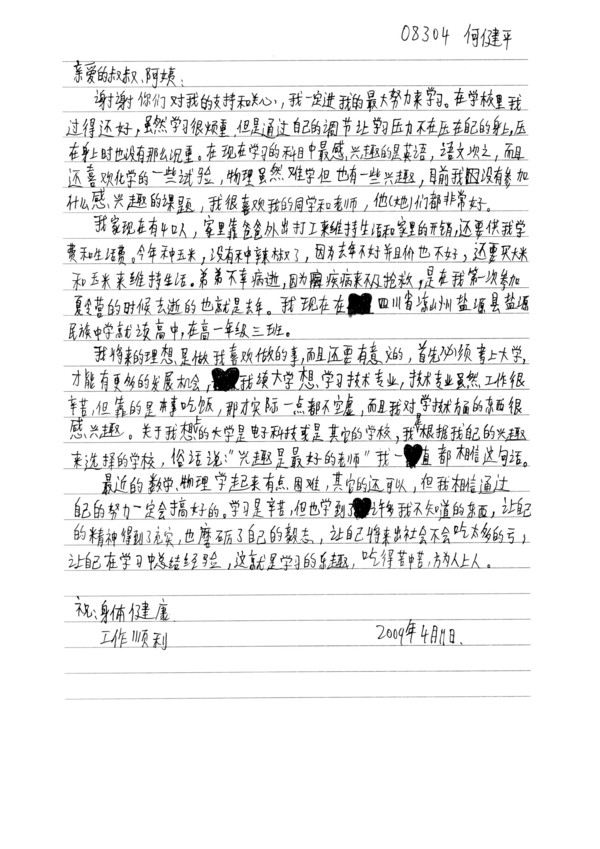 08304 何健平
亲爱的叔叔、阿姨、
谢谢你们对我的支持和关心,我一定进我的最大努力来学习。在学校里我
过得还好,虽然学习很烦重,但是通过自己的调节让学习压力不在压在自己的身上,压
在身上时也没有那么沉重。在现在学习的科目中最感兴趣的是英语,语文次之,而且
还喜欢化学的一些试验,物理虽然难学但也有一些兴趣,目前我没有参加
什么感兴趣的课题,我很喜欢我的同学和老师,他(她)们都非常好。
我家现在有4口人,家里靠爸爸外出打工来维持生活和家里的开销,还要供我学
费和生活费。今年种玉米,没有种辣椒了,因为去年不好并且价也不好,还要买大米
和玉米来维持生活。弟弟不幸病逝,因为疾病来不及抢救,是在我第一次参加
夏令营的时候去逝的也就是去年。我现在在四川省凉山州盐源县盐源
民族中学就读高中,在高一年级三班。
我将来的理想是做我喜欢做的事,而且还要有意义的,首先必须考上大学,
才能有更多的发展机会,我读大学想学习技术专业,技术专业虽然工作很
辛苦,但靠的是本事吃饭,那才实际一点都不空虚,而且我对学技术方面的东西很
感兴趣。关于我想上的大学是电子科技或是其它的学校,我是根据我自己的兴趣
来选择的学校,俗话说:"兴趣是最好的老师"我一直都相信这句话。
最近的数学、物理学起来有点困难,其它的还可以,但我相信通过
自己的努力一定会搞好的。学习是辛苦,但也学到了许多我不知道的东西,让自己
的精神得到了充实,也磨砺了自己的毅志,让自己将来出社会不会吃太多的亏,
让自己在学习中总结经验,这就是学习的乐趣,吃得苦中苦,方为人上人。
祝:身体健康
工作顺利 2009年4月11日.